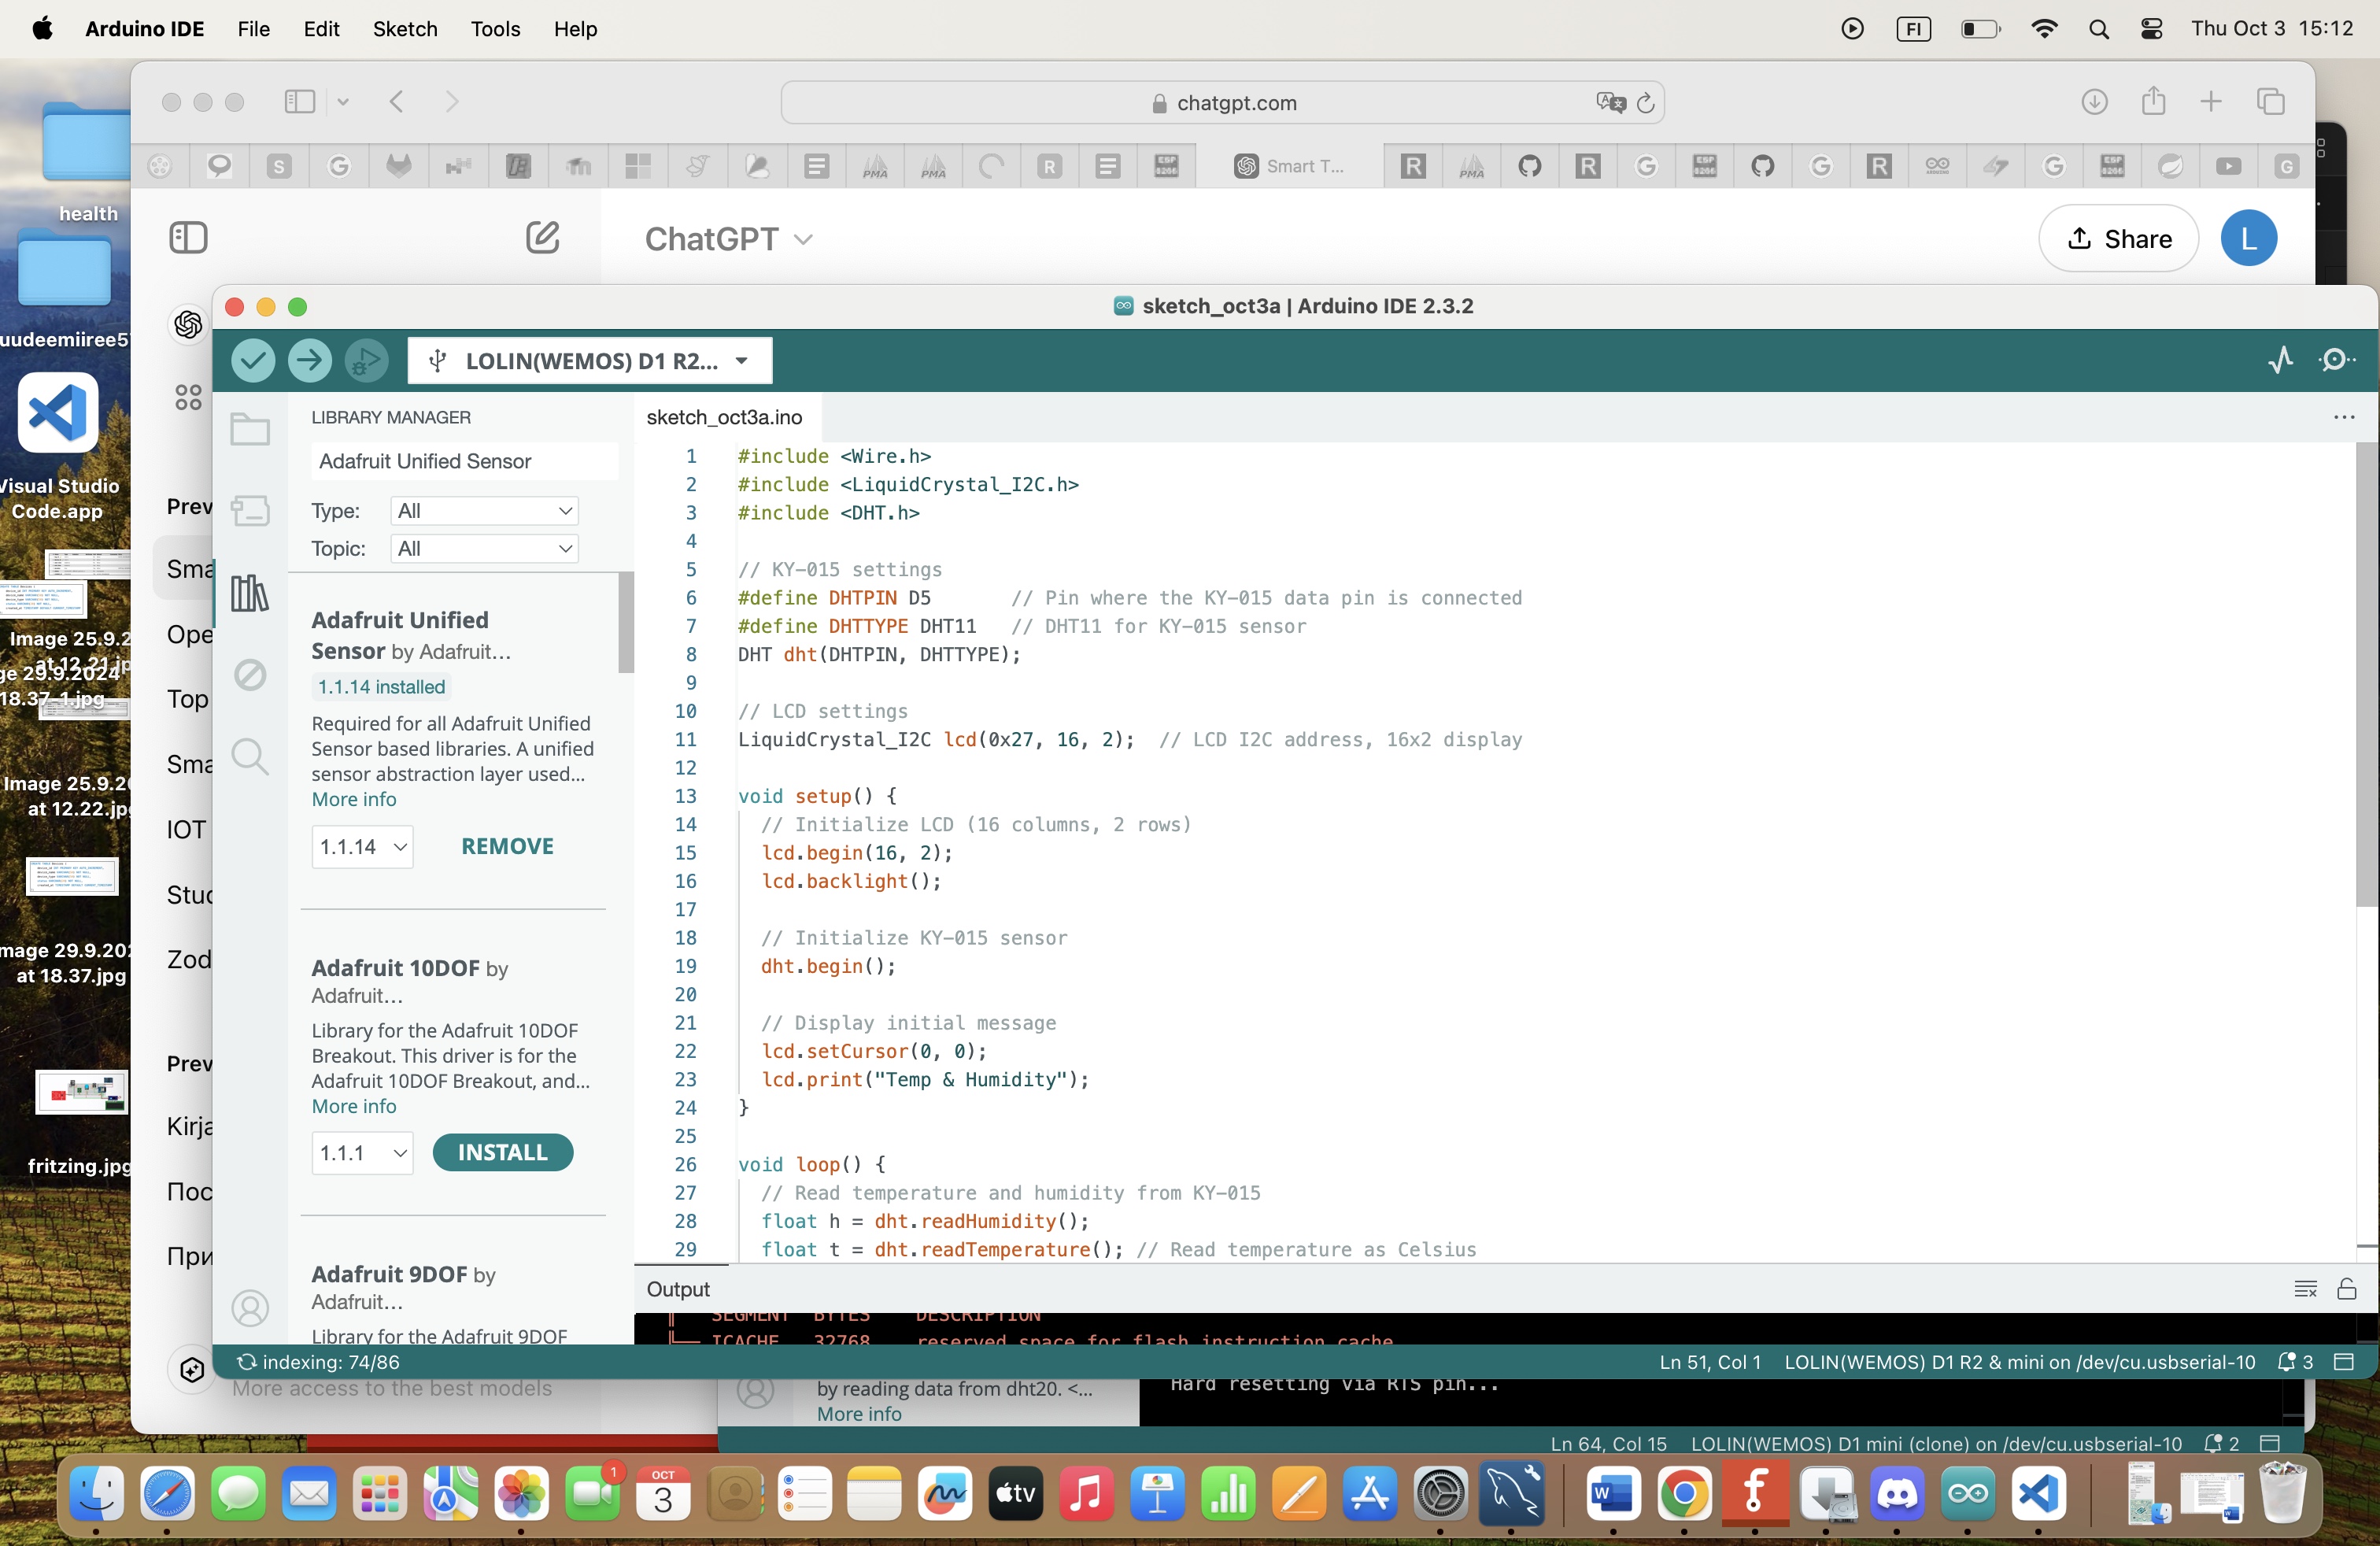 Arduino IDE File Edit Sketch Tools Help FI Thu Oct 3 15:12
chatgpt.com
Smart T...
health
ChatGPT
Share
L
uudeemiiree5
Visual Studio
Code.app
Image 25.9.2
at 12.21.jp
ge 29.9.2024
18.37-1.jpg
Image 25.9.20
at 12.22.jpg
mage 29.9.202
at 18.37.jpg
fritzing.jpg
Prev
Sma
Ope
Top
Sma
IOT
Stud
Zod
Prev
Kirja
Пос
При
More access to the best models
sketch_oct3a | Arduino IDE 2.3.2
LOLIN(WEMOS) D1 R2...
LIBRARY MANAGER
Adafruit Unified Sensor
Type: All
Topic: All
Adafruit Unified
Sensor by Adafruit...
1.1.14 installed
Required for all Adafruit Unified
Sensor based libraries. A unified
sensor abstraction layer used...
More info
1.1.14 REMOVE
Adafruit 10DOF by
Adafruit...
Library for the Adafruit 10DOF
Breakout. This driver is for the
Adafruit 10DOF Breakout, and...
More info
1.1.1 INSTALL
Adafruit 9DOF by
Adafruit...
Library for the Adafruit 9DOF
sketch_oct3a.ino
1 #include <Wire.h>
2 #include <LiquidCrystal_I2C.h>
3 #include <DHT.h>
4
5 // KY-015 settings
6 #define DHTPIN D5 // Pin where the KY-015 data pin is connected
7 #define DHTTYPE DHT11 // DHT11 for KY-015 sensor
8 DHT dht(DHTPIN, DHTTYPE);
9
10 // LCD settings
11 LiquidCrystal_I2C lcd(0x27, 16, 2); // LCD I2C address, 16x2 display
12
13 void setup() {
14 // Initialize LCD (16 columns, 2 rows)
15 lcd.begin(16, 2);
16 lcd.backlight();
17
18 // Initialize KY-015 sensor
19 dht.begin();
20
21 // Display initial message
22 lcd.setCursor(0, 0);
23 lcd.print("Temp & Humidity");
24 }
25
26 void loop() {
27 // Read temperature and humidity from KY-015
28 float h = dht.readHumidity();
29 float t = dht.readTemperature(); // Read temperature as Celsius
Output
SEGMENT BYTES DESCRIPTION
ICACHE 32768 reserved space for flash instruction cache
indexing: 74/86 Ln 51, Col 1 LOLIN(WEMOS) D1 R2 & mini on /dev/cu.usbserial-10 3
by reading data from dht20. <...
More info
Hard resetting via RTS pin...
Ln 64, Col 15 LOLIN(WEMOS) D1 mini (clone) on /dev/cu.usbserial-10 2
1
OCT
3
tv
W
f